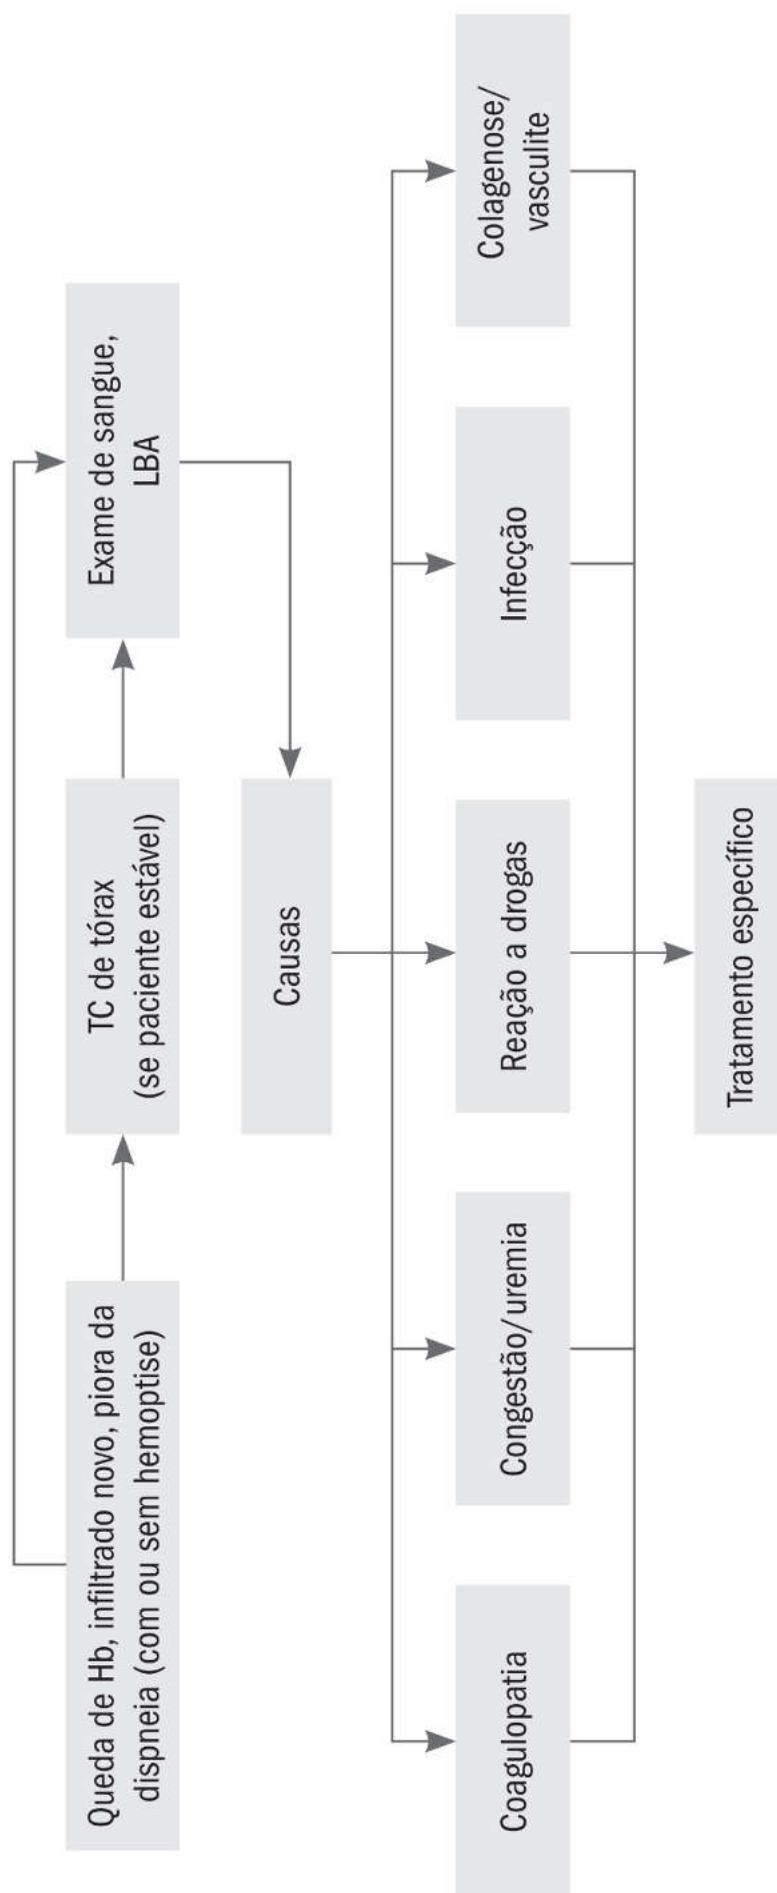 Queda de Hb, infiltrado novo, piora da
dispneia (com ou sem hemoptise)
TC de tórax
(se paciente estável)
Exame de sangue,
LBA
Causas
Coagulopatia
Congestão/uremia
Reação a drogas
Infecção
Colagenose/
vasculite
Tratamento específico